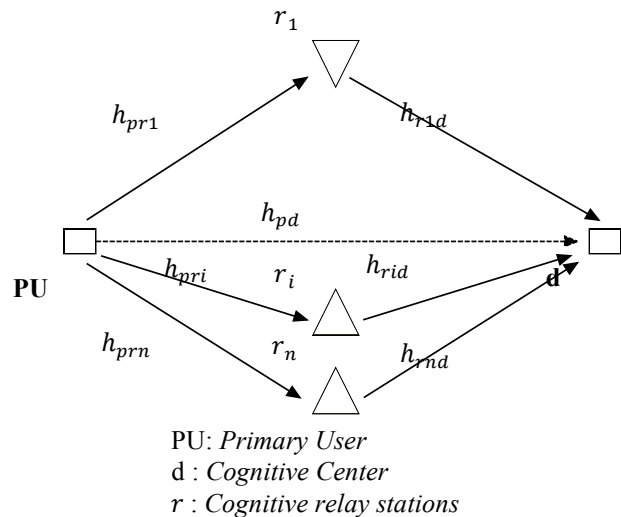 r₁
hₚᵣ₁
hᵣ₁d
hₚd
hₚᵣᵢ
rᵢ
hᵣᵢd
PU
d
hₚᵣₙ
rₙ
hᵣₙd
PU: Primary User
d : Cognitive Center
r : Cognitive relay stations